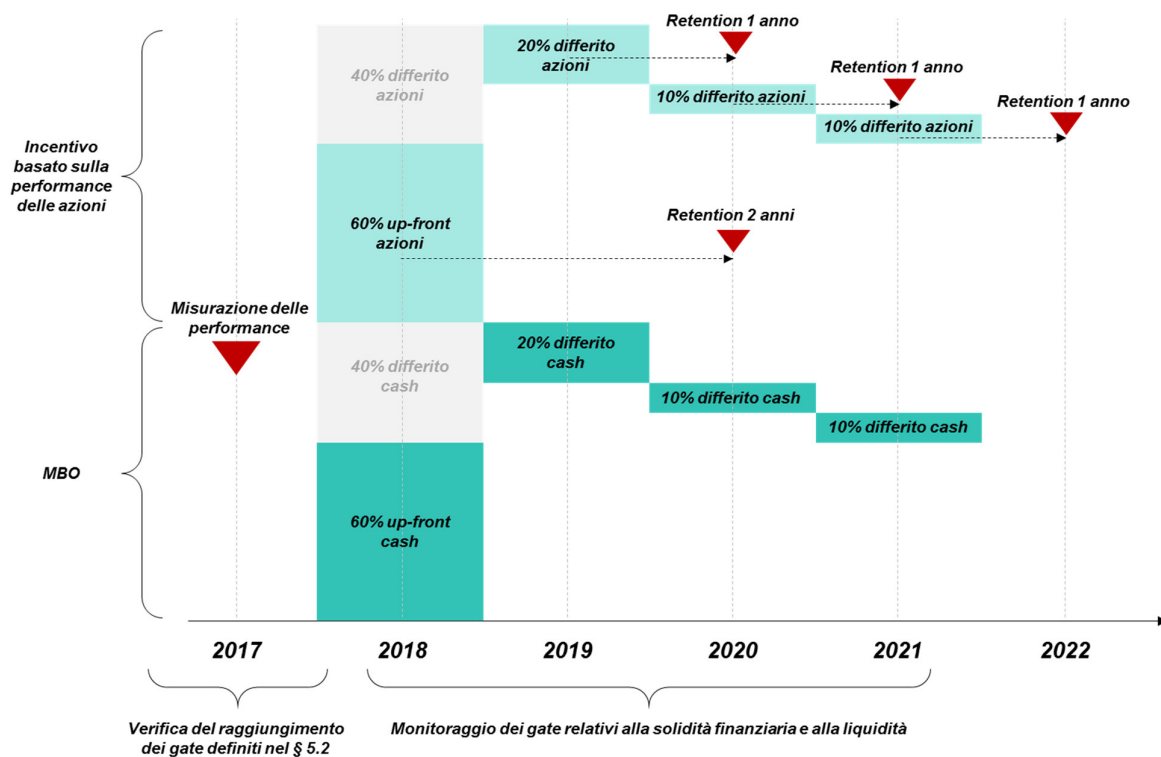 Retention 1 anno
20% differito
azioni
40% differito
azioni
Retention 1 anno
10% differito azioni
Retention 1 anno
10% differito azioni
Incentivo
basato sulla
performance
delle azioni
60% up-front
azioni
Retention 2 anni
Misurazione delle
performance
20% differito
cash
40% differito
cash
10% differito cash
10% differito cash
MBO
60% up-front
cash
2017
2018
2019
2020
2021
2022
Verifica del raggiungimento
dei gate definiti nel § 5.2
Monitoraggio dei gate relativi alla solidità finanziaria e alla liquidità